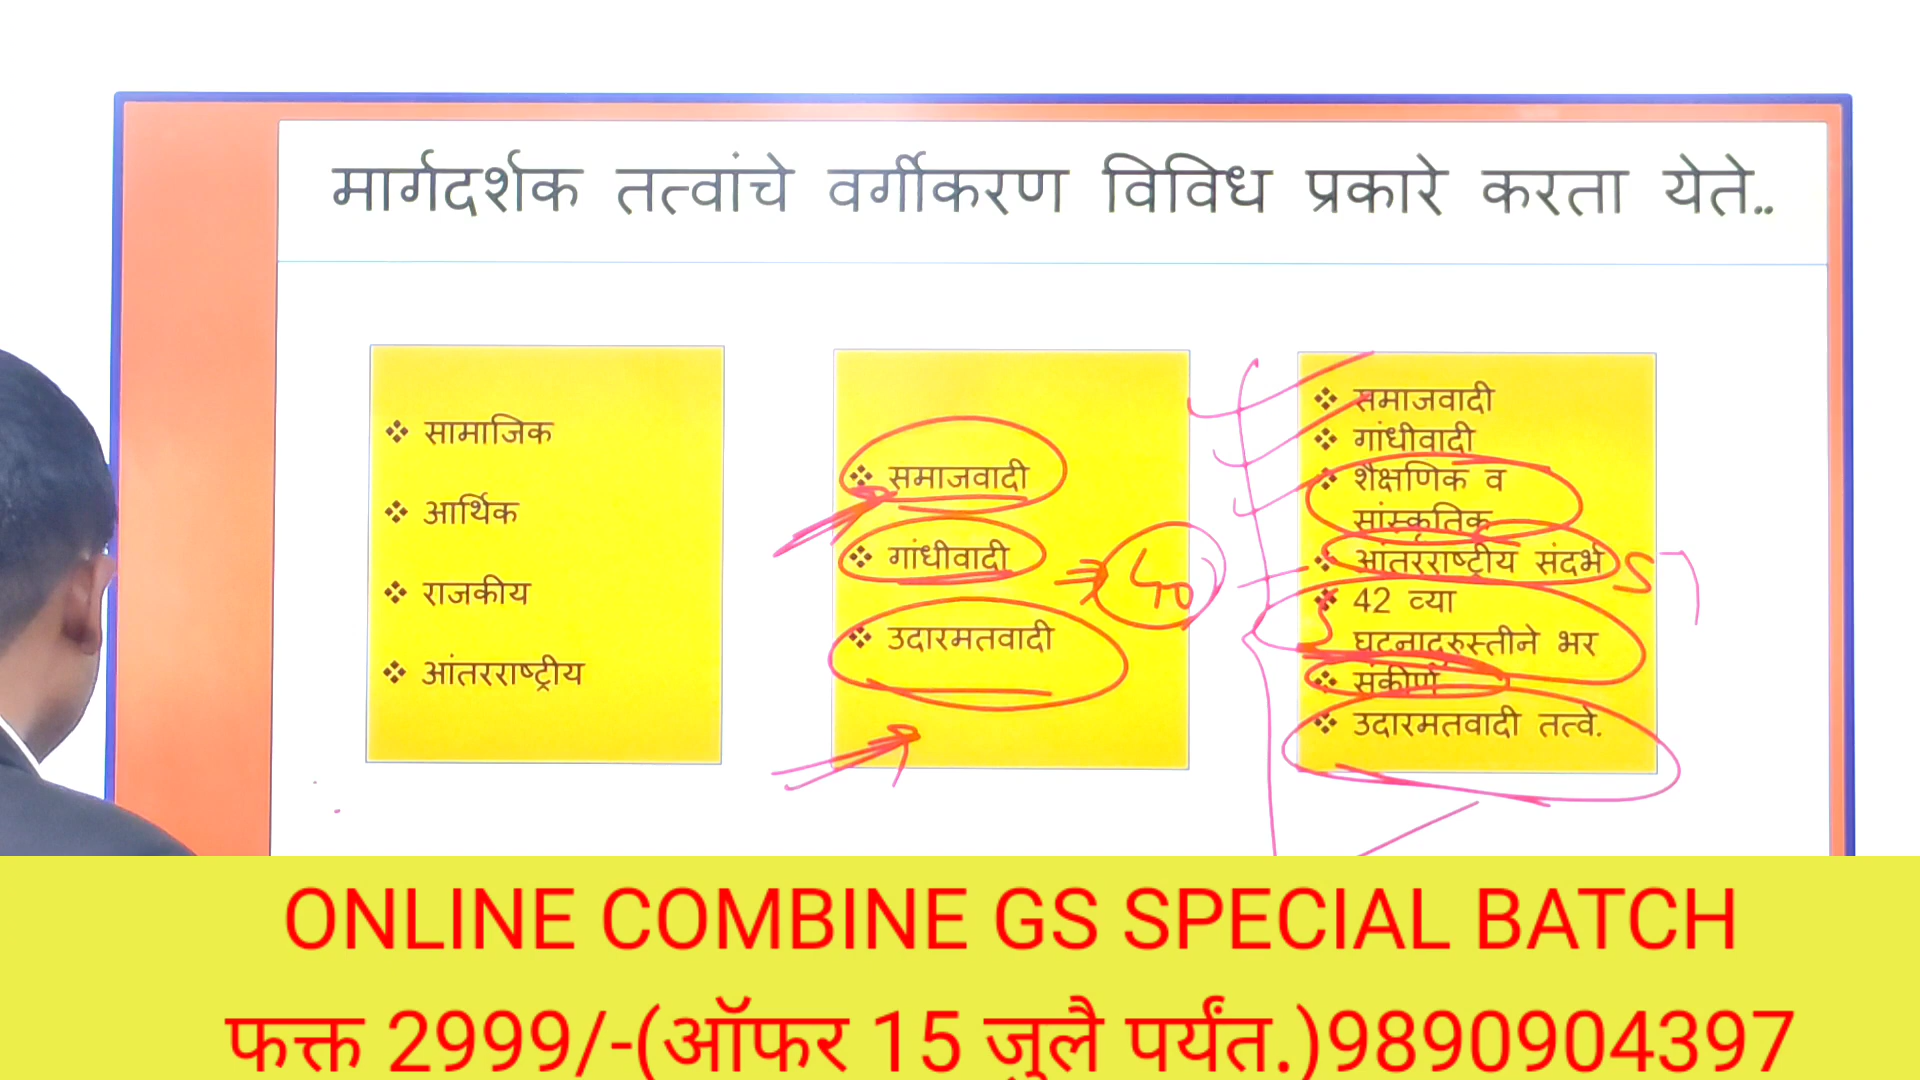 मार्गदर्शक तत्वांचे वर्गीकरण विविध प्रकारे करता येते..
❖ सामाजिक
❖ आर्थिक
❖ राजकीय
❖ आंतरराष्ट्रीय
❖ समाजवादी
❖ गांधीवादी
❖ उदारमतवादी
❖ समाजवादी
❖ गांधीवादी
❖ शैक्षणिक व
सांस्कृतिक
❖ आंतरराष्ट्रीय संदर्भ
❖ 42 व्या
घटनादुरुस्तीने भर
❖ संकीर्ण
❖ उदारमतवादी तत्वे.
ONLINE COMBINE GS SPECIAL BATCH
फक्त 2999/-(ऑफर 15 जुलै पर्यंत.)9890904397